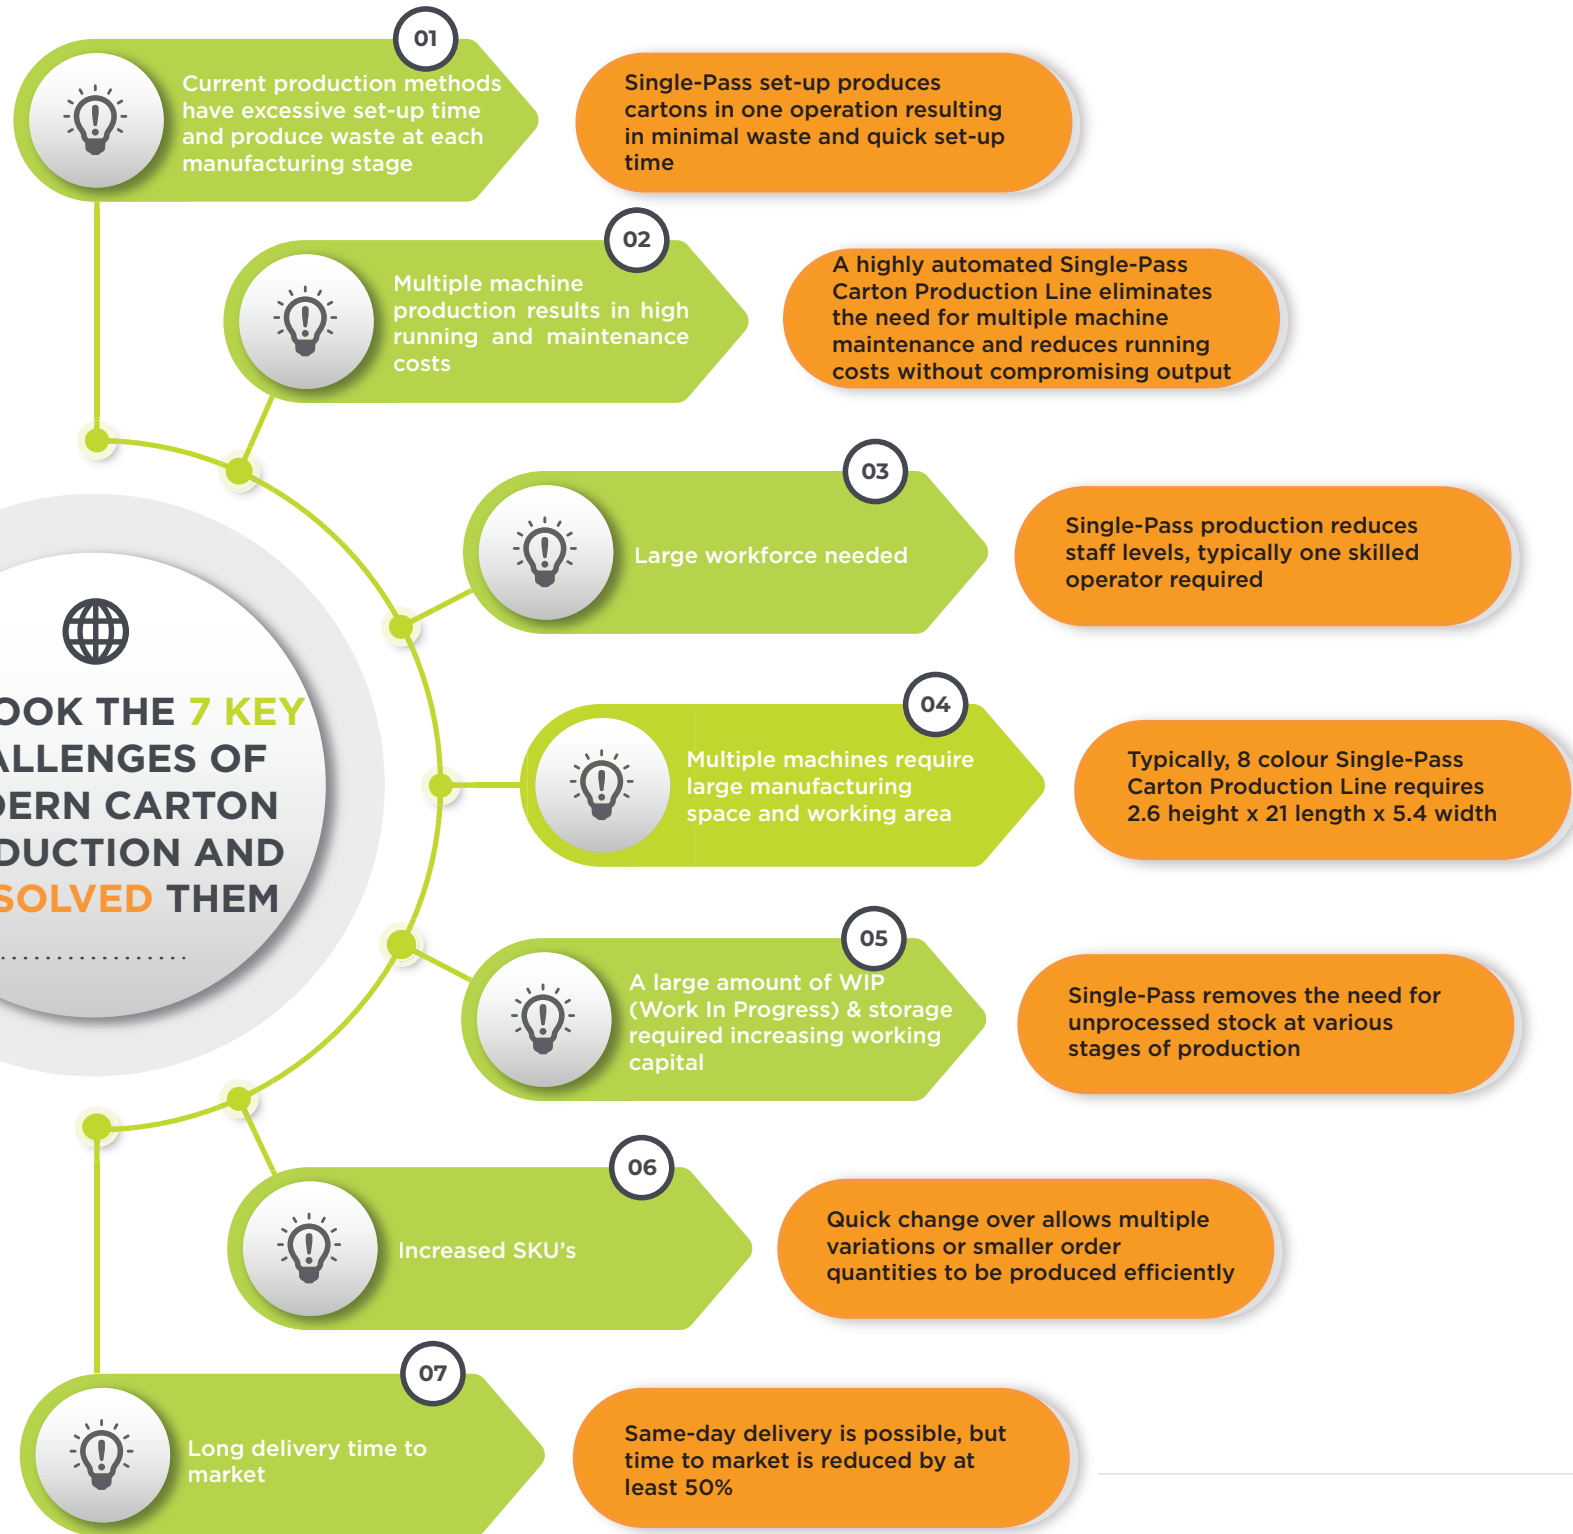 01
Current production methods
have excessive set-up time
and produce waste at each
manufacturing stage
Single-Pass set-up produces
cartons in one operation resulting
in minimal waste and quick set-up
time
02
Multiple machine
production results in high
running and maintenance
costs
A highly automated Single-Pass
Carton Production Line eliminates
the need for multiple machine
maintenance and reduces running
costs without compromising output
03
Large workforce needed
Single-Pass production reduces
staff levels, typically one skilled
operator required
OOK THE 7 KEY
ALLENGES OF
DERN CARTON
DUCTION AND
SOLVED THEM
04
Multiple machines require
large manufacturing
space and working area
Typically, 8 colour Single-Pass
Carton Production Line requires
2.6 height x 21 length x 5.4 width
05
A large amount of WIP
(Work In Progress) & storage
required increasing working
capital
Single-Pass removes the need for
unprocessed stock at various
stages of production
06
Increased SKU's
Quick change over allows multiple
variations or smaller order
quantities to be produced efficiently
07
Long delivery time to
market
Same-day delivery is possible, but
time to market is reduced by at
least 50%